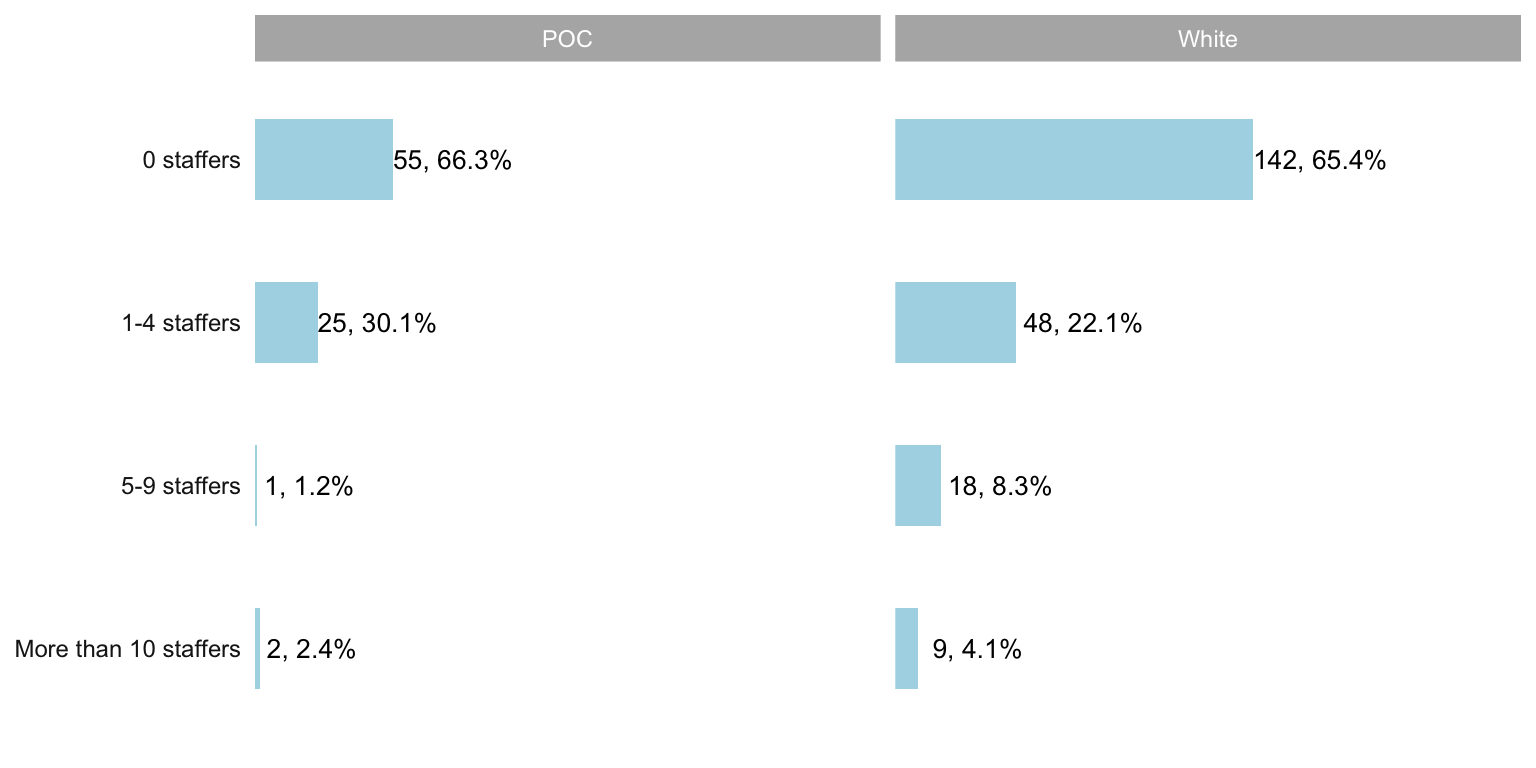 POC White
0 staffers 55, 66.3% 142, 65.4%
1-4 staffers 25, 30.1% 48, 22.1%
5-9 staffers 1, 1.2% 18, 8.3%
More than 10 staffers 2, 2.4% 9, 4.1%